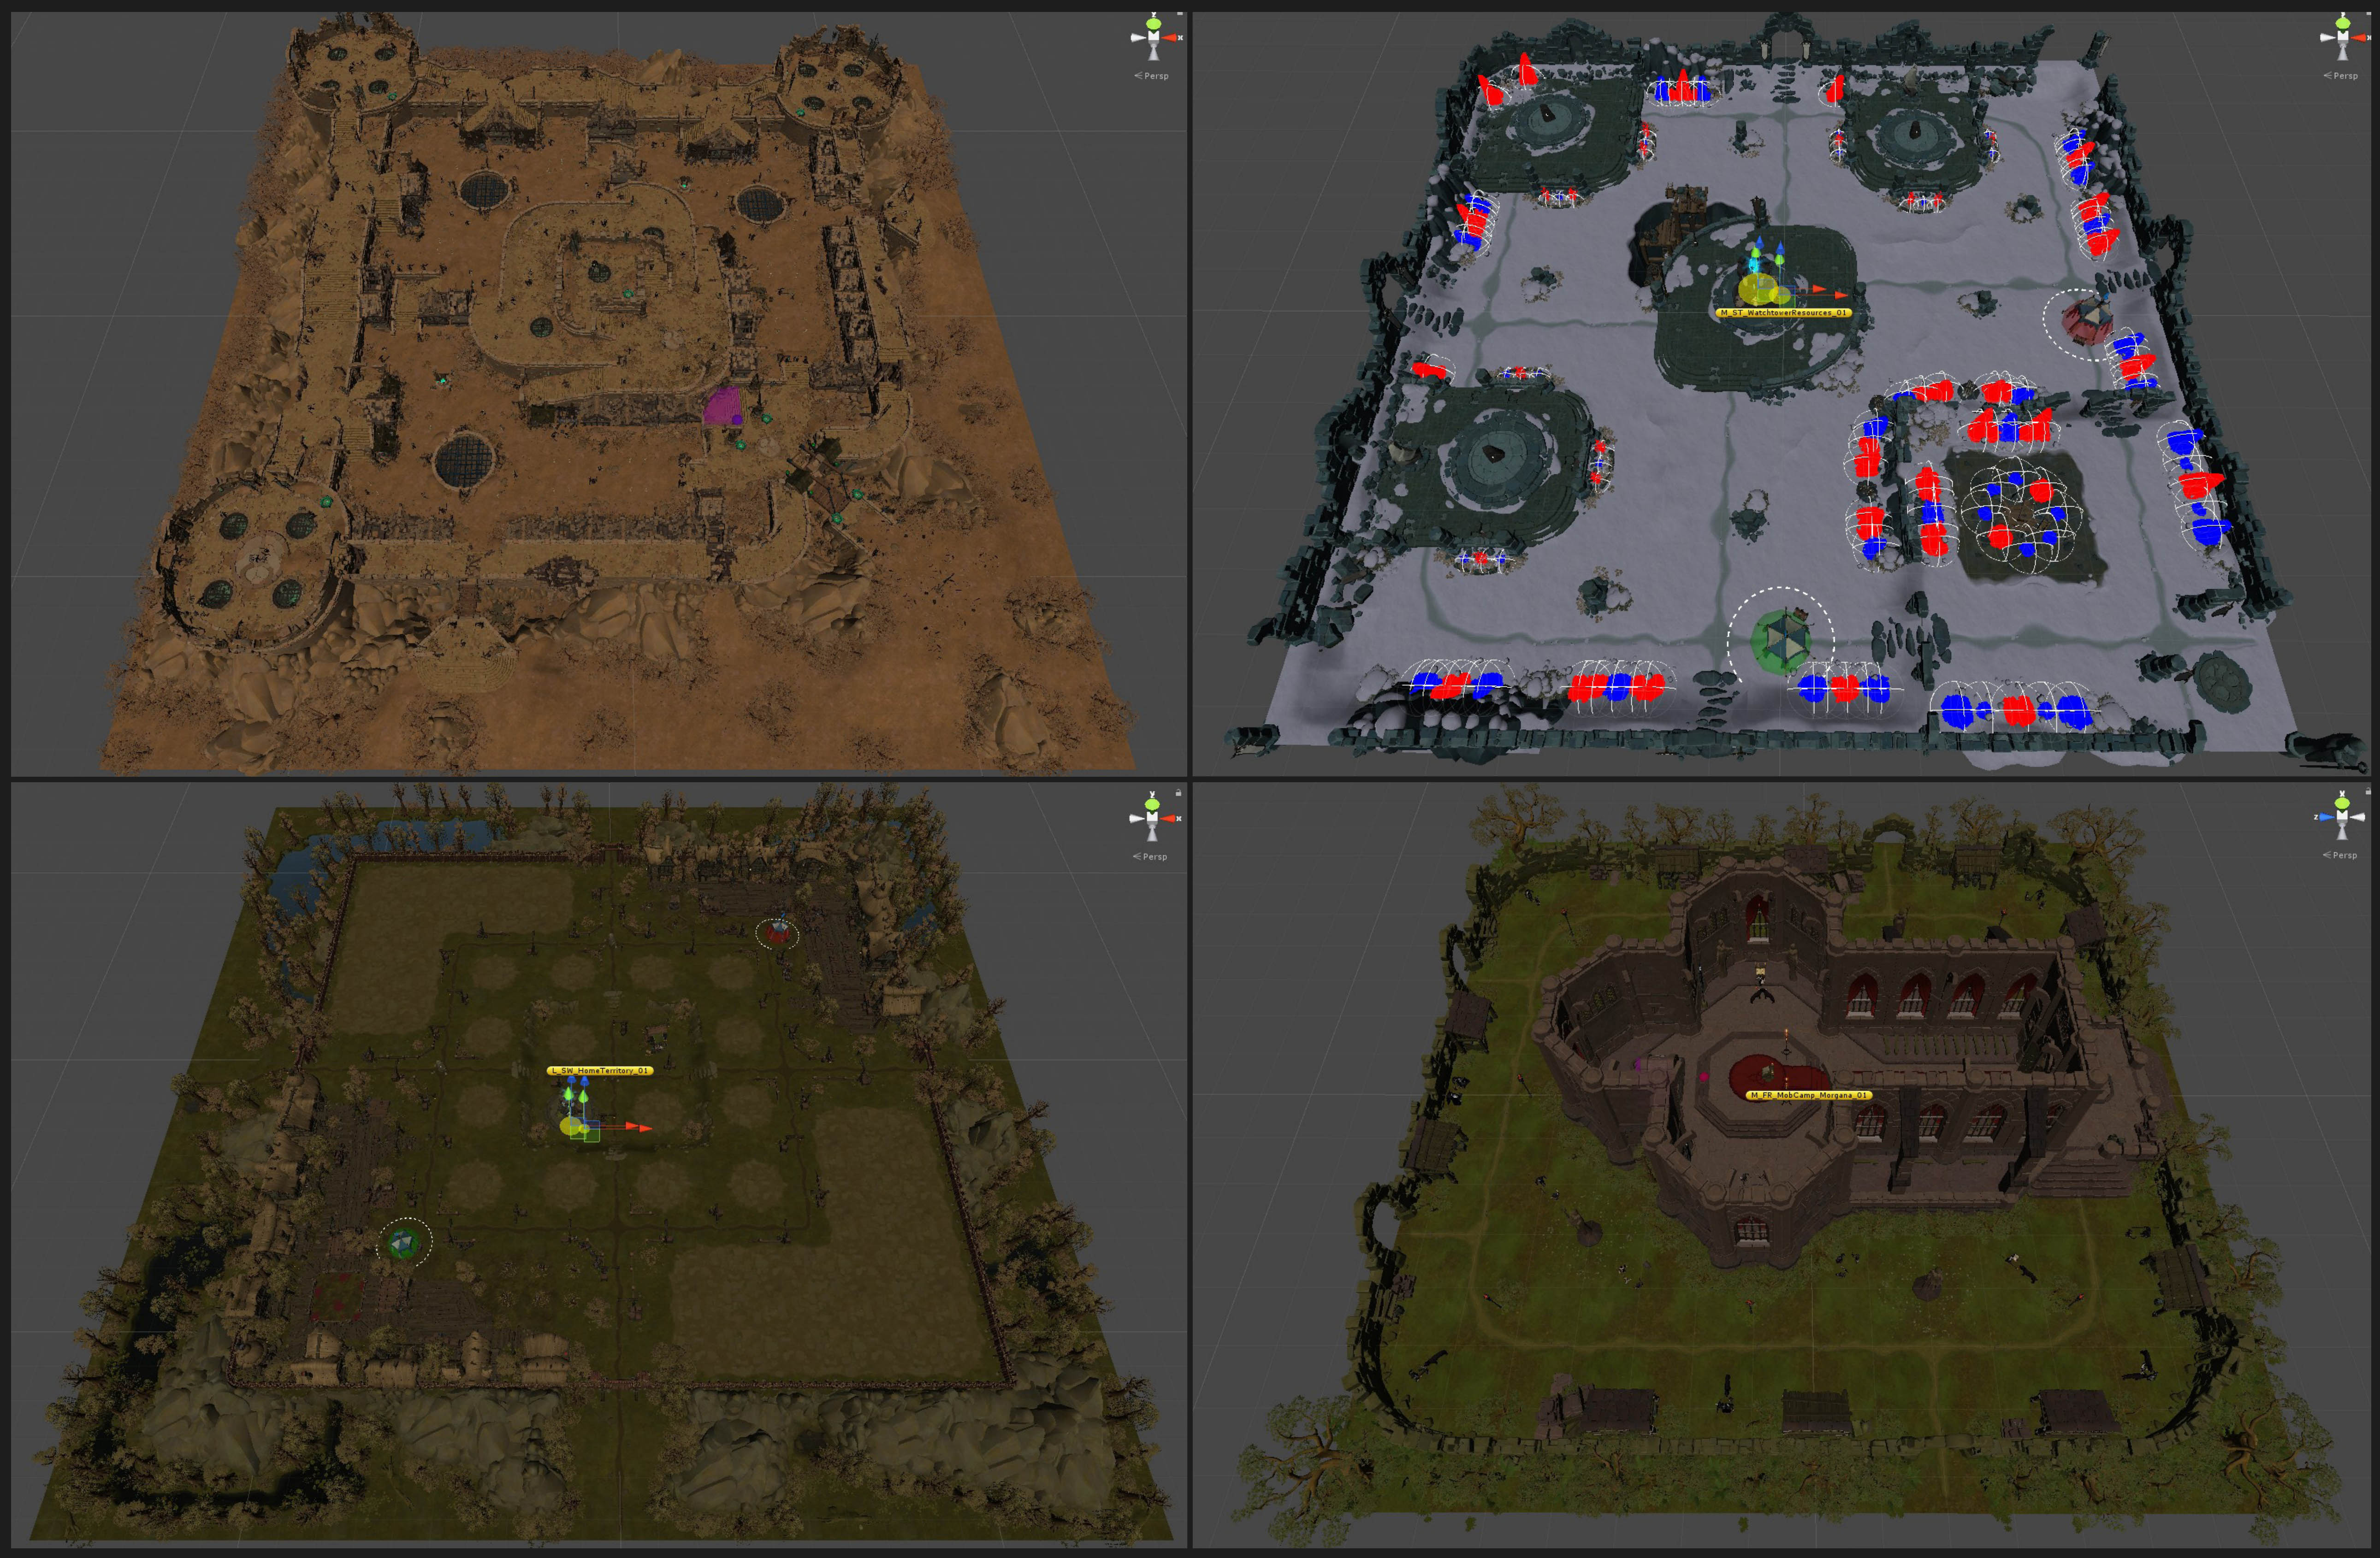 x
Persp
Persp
M_ST_WatchtowerResources_01
y
x
Persp
L_SW_HomeTerritory_01
y
z
Persp
M_FR_MobCamp_Morgana_01